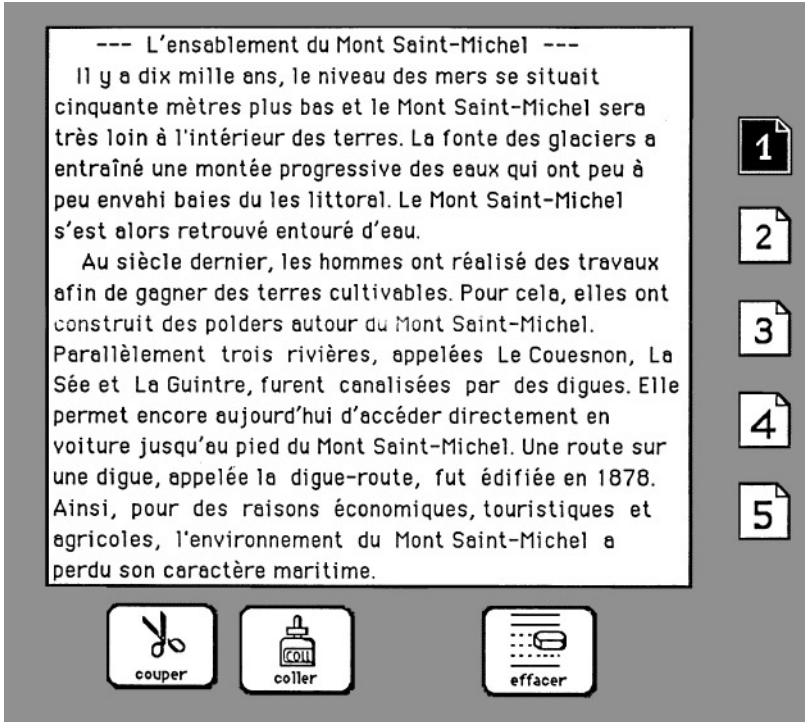 --- L'ensablement du Mont Saint-Michel ---
Il y a dix mille ans, le niveau des mers se situait
cinquante mètres plus bas et le Mont Saint-Michel sera
très loin à l'intérieur des terres. La fonte des glaciers a
entraîné une montée progressive des eaux qui ont peu à
peu envahi baies du les littoral. Le Mont Saint-Michel
s'est alors retrouvé entouré d'eau.
Au siècle dernier, les hommes ont réalisé des travaux
afin de gagner des terres cultivables. Pour cela, elles ont
construit des polders autour du Mont Saint-Michel.
Parallèlement trois rivières, appelées Le Couesnon, La
Sée et La Guintre, furent canalisées par des digues. Elle
permet encore aujourd'hui d'accéder directement en
voiture jusqu'au pied du Mont Saint-Michel. Une route sur
une digue, appelée la digue-route, fut édifiée en 1878.
Ainsi, pour des raisons économiques, touristiques et
agricoles, l'environnement du Mont Saint-Michel a
perdu son caractère maritime.
1
2
3
4
5
couper
COLL
coller
effacer